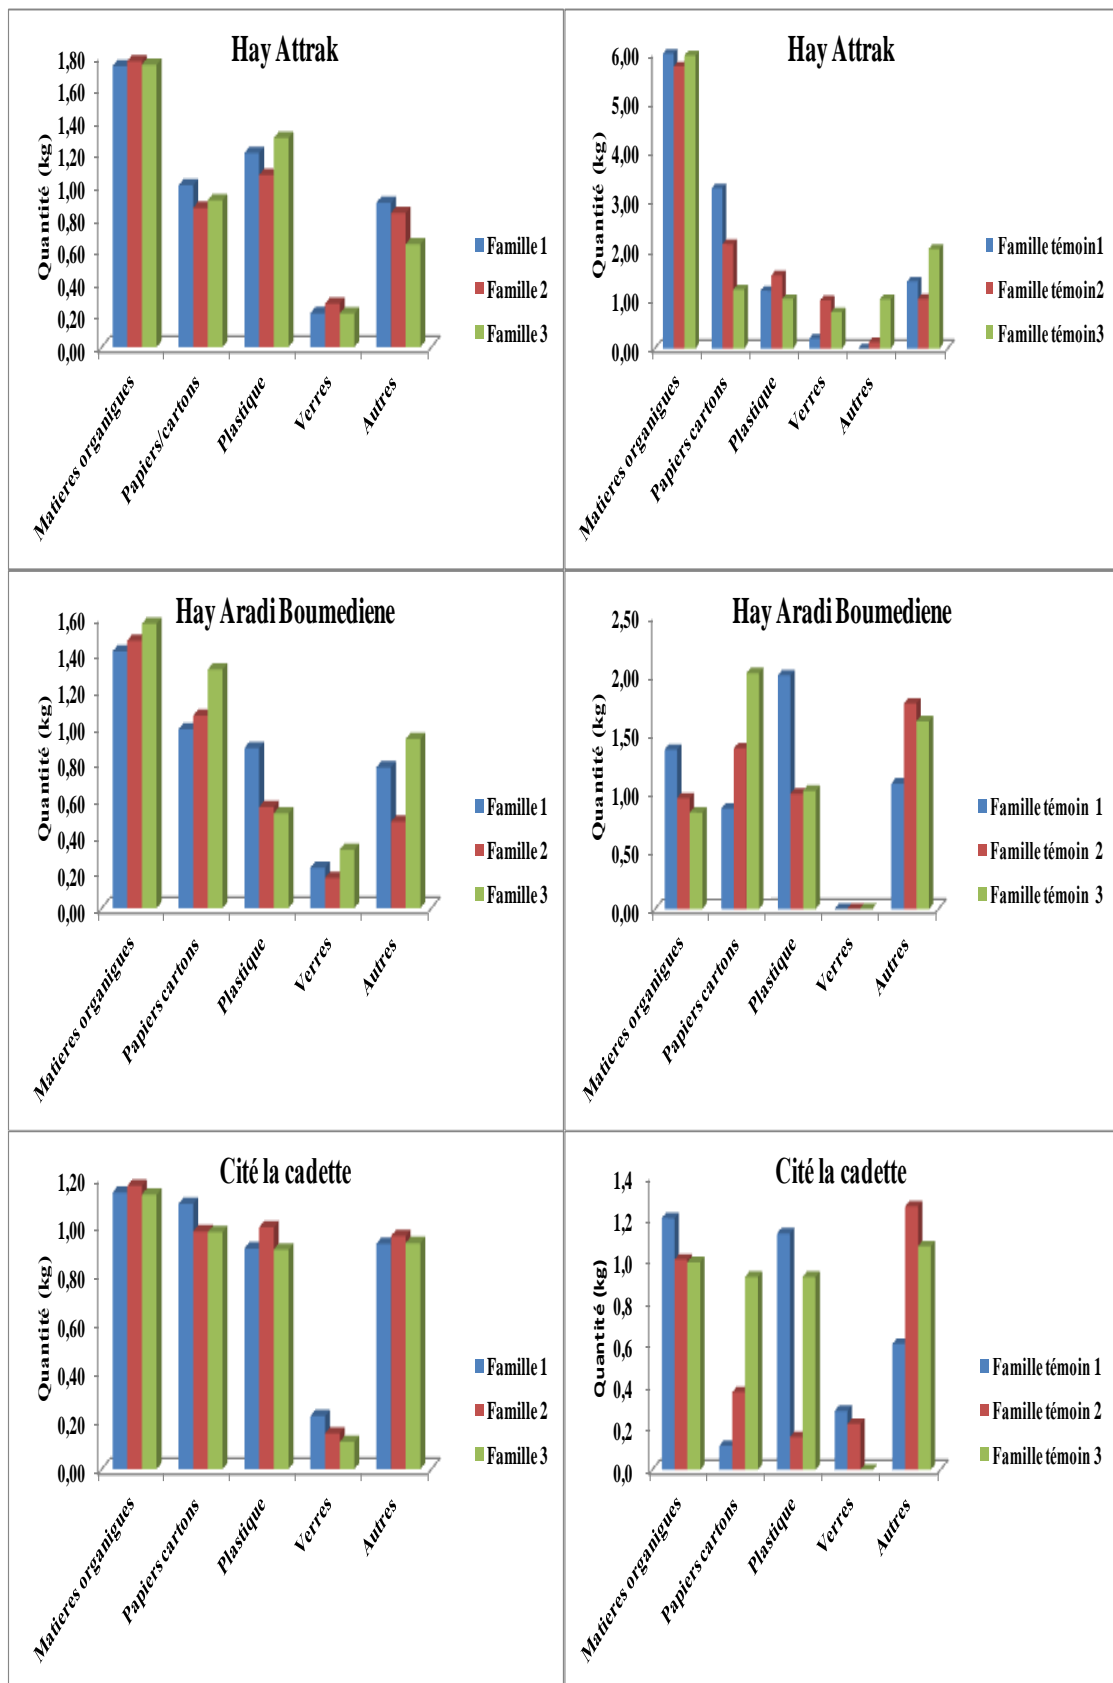 Hay Attrak
Quantité (kg)
1,80
1,60
1,40
1,20
1,00
0,80
0,60
0,40
0,20
0,00
Matieres organigues
Papiers/cartons
Plastique
Verres
Autres
Famille 1
Famille 2
Famille 3
Hay Attrak
Quantité (kg)
6,00
5,00
4,00
3,00
2,00
1,00
0,00
Matieres organigues
Papiers cartons
Plastique
Verres
Autres
Famille témoin1
Famille témoin2
Famille témoin3
Hay Aradi Boumediene
Quantité (kg)
1,60
1,40
1,20
1,00
0,80
0,60
0,40
0,20
0,00
Matieres organigues
Papiers cartons
Plastique
Verres
Autres
Famille 1
Famille 2
Famille 3
Hay Aradi Boumediene
Quantité (kg)
2,50
2,00
1,50
1,00
0,50
0,00
Matieres organigues
Papiers cartons
Plastique
Verres
Autres
Famille témoin 1
Famille témoin 2
Famille témoin 3
Cité la cadette
Quantité (kg)
1,20
1,00
0,80
0,60
0,40
0,20
0,00
Matieres organigues
Papiers cartons
Plastique
Verres
Autres
Famille 1
Famille 2
Famille 3
Cité la cadette
Quantité (kg)
1,4
1,2
1,0
0,8
0,6
0,4
0,2
0,0
Matieres organigues
Papiers cartons
Plastique
Verres
Autres
Famille témoin 1
Famille témoin 2
Famille témoin 3